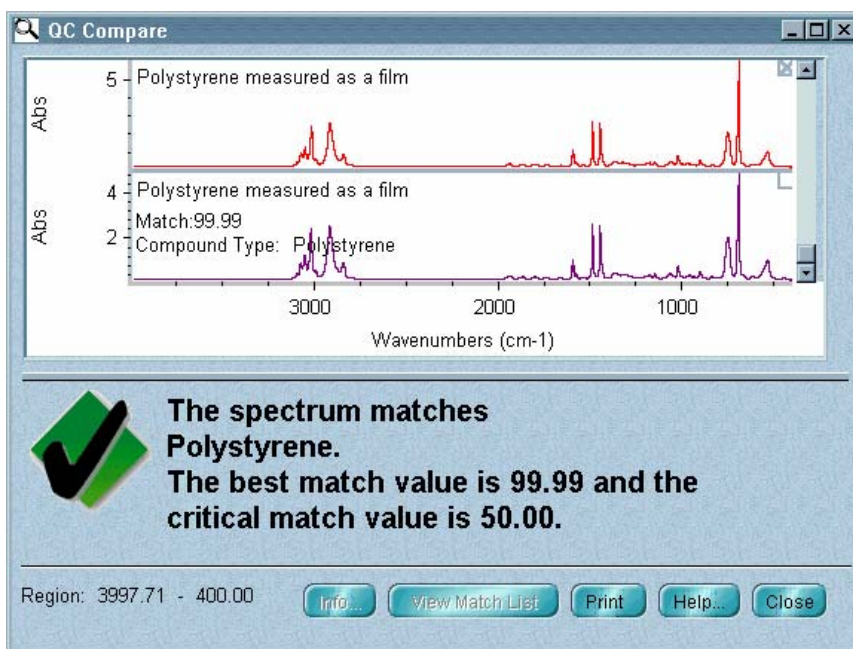 QC Compare
5
Polystyrene measured as a film
Abs
4
Polystyrene measured as a film
Match:99.99
2
Compound Type: Polystyrene
Abs
3000 2000 1000
Wavenumbers (cm-1)
The spectrum matches
Polystyrene.
The best match value is 99.99 and the
critical match value is 50.00.
Region: 3997.71 - 400.00
Info...
View Match List
Print
Help...
Close